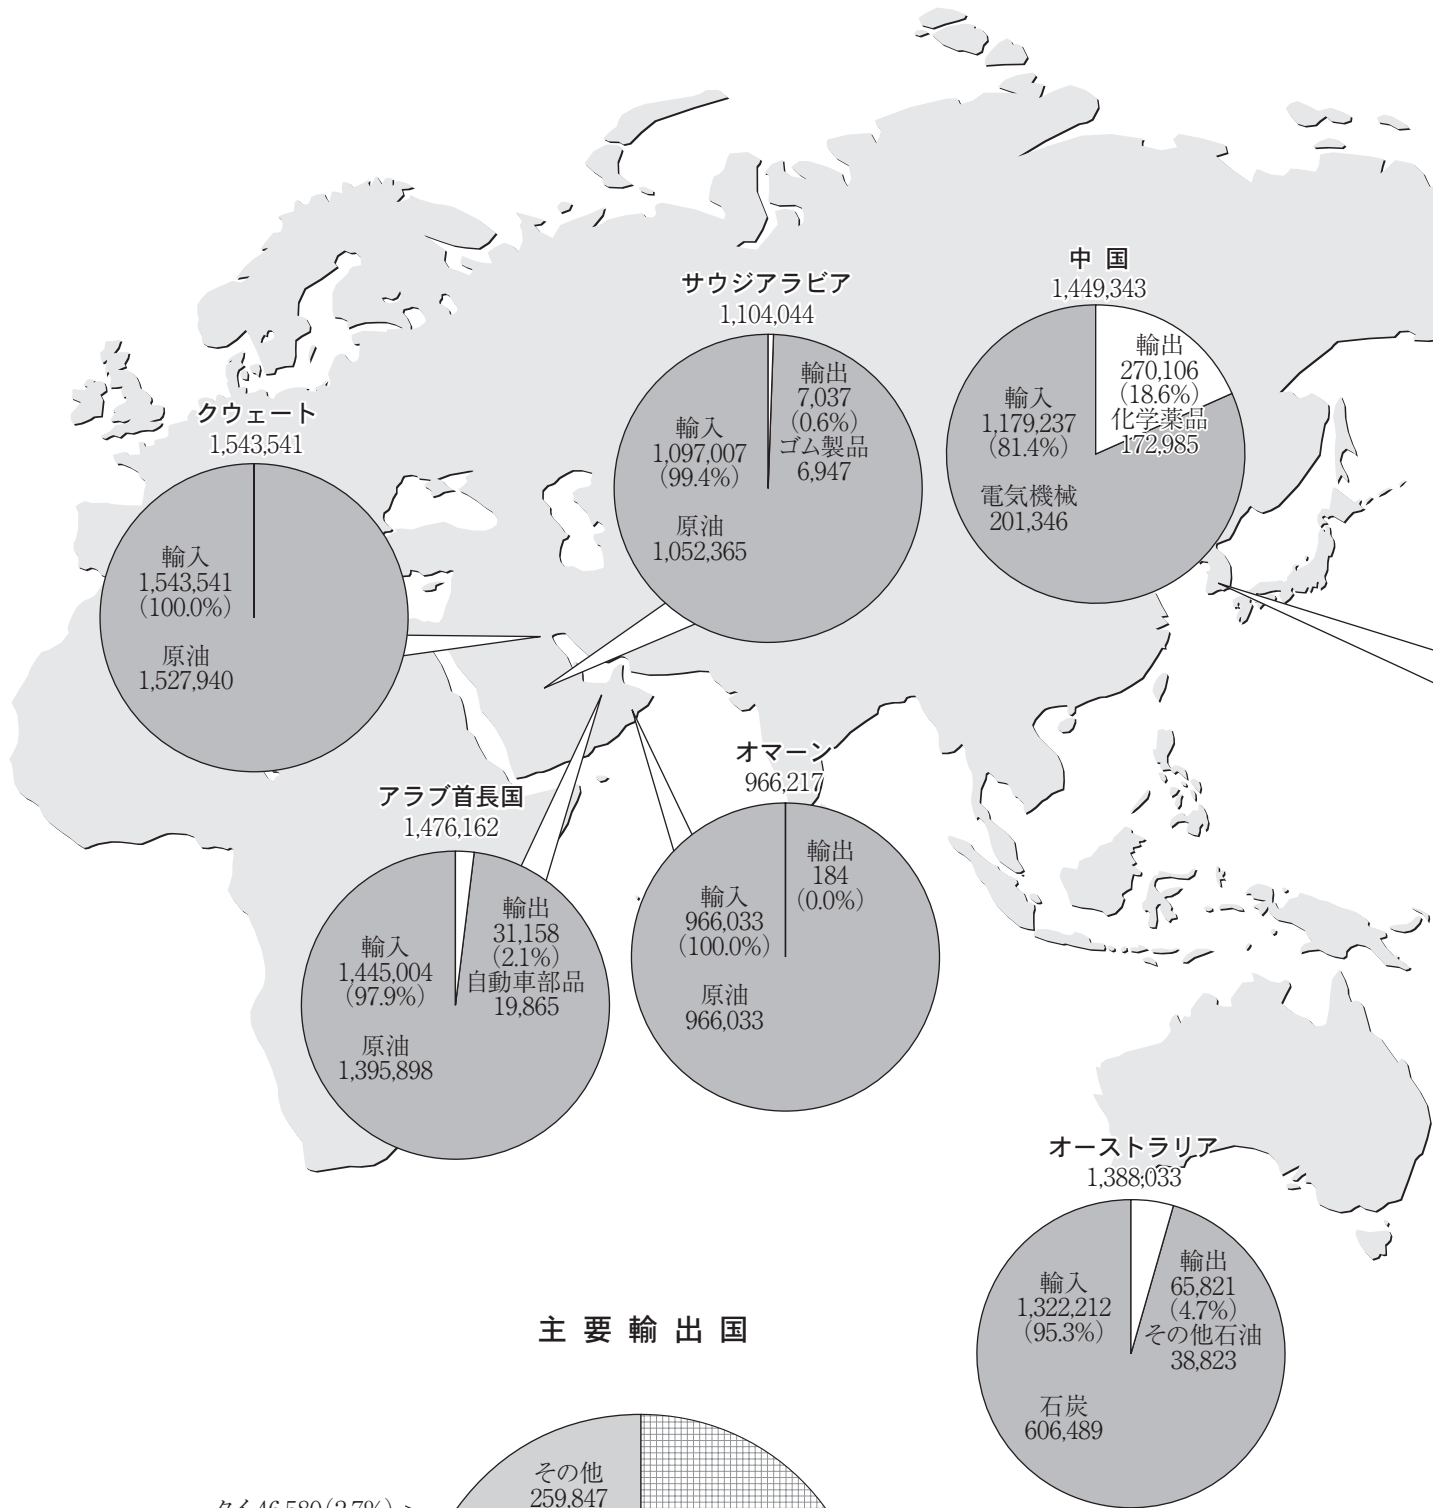 中国
1,449,343
輸出
270,106
(18.6%)
化学薬品
172,985
輸入
1,179,237
(81.4%)
電気機械
201,346
サウジアラビア
1,104,044
輸出
7,037
(0.6%)
ゴム製品
6,947
輸入
1,097,007
(99.4%)
原油
1,052,365
クウェート
1,543,541
輸入
1,543,541
(100.0%)
原油
1,527,940
オマーン
966,217
輸出
184
(0.0%)
輸入
966,033
(100.0%)
原油
966,033
アラブ首長国
1,476,162
輸出
31,158
(2.1%)
自動車部品
19,865
輸入
1,445,004
(97.9%)
原油
1,395,898
オーストラリア
1,388,033
輸出
65,821
(4.7%)
その他石油
38,823
輸入
1,322,212
(95.3%)
石炭
606,489
主要輸出国
その他
259,847
タイ46,580(2.7%)